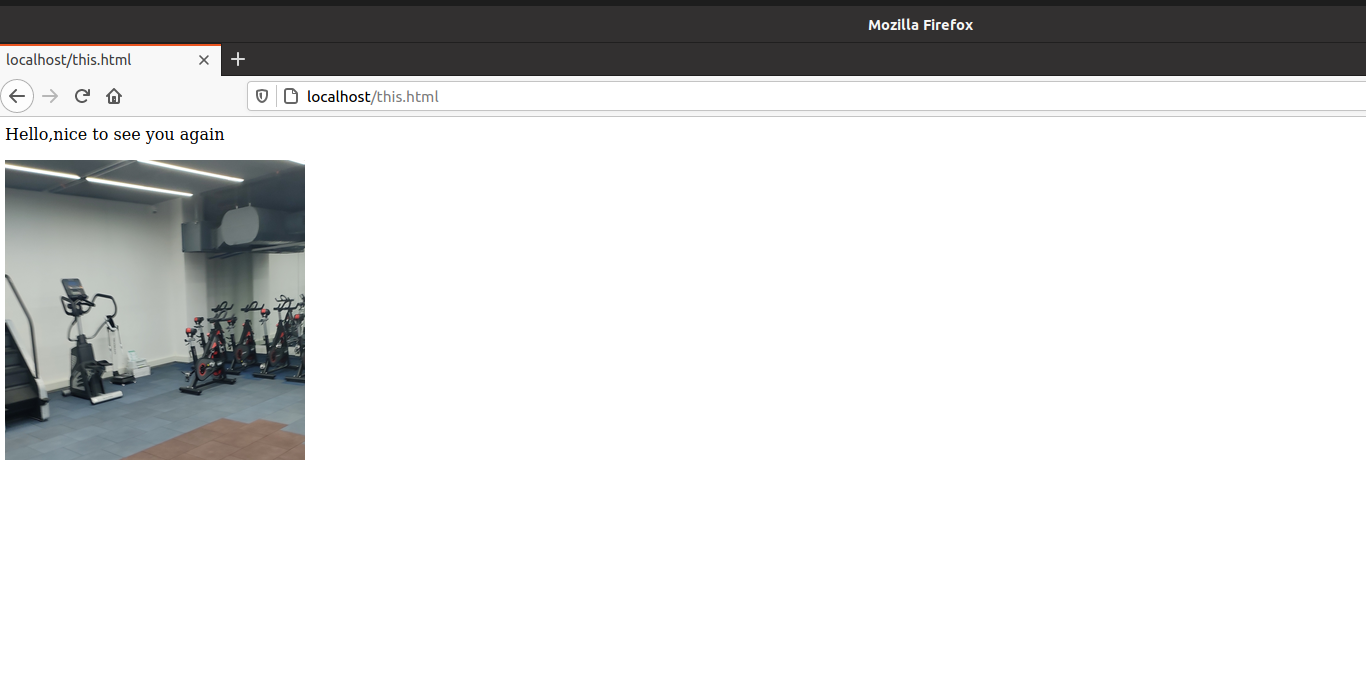 Mozilla Firefox
localhost/this.html
localhost/this.html
Hello,nice to see you again